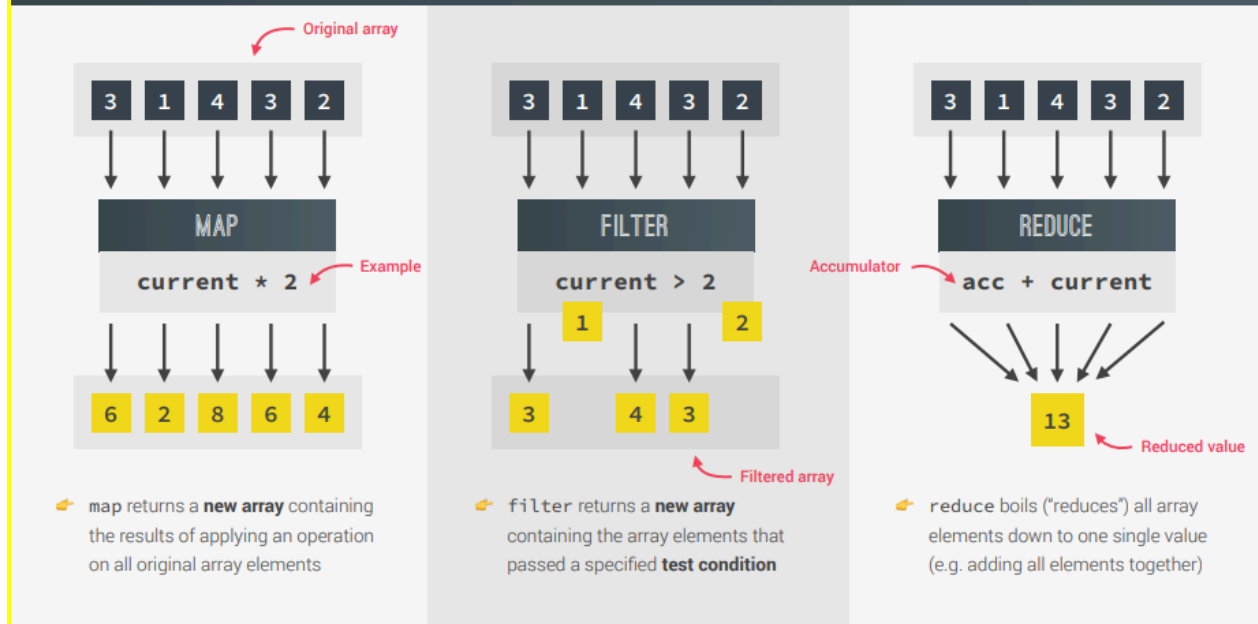 Original array
3 1 4 3 2
MAP
current * 2
Example
6 2 8 6 4
👉 map returns a new array containing
the results of applying an operation
on all original array elements
3 1 4 3 2
FILTER
current > 2
1 2
3 4 3
Filtered array
👉 filter returns a new array
containing the array elements that
passed a specified test condition
3 1 4 3 2
REDUCE
Accumulator
acc + current
13
Reduced value
👉 reduce boils (“reduces”) all array
elements down to one single value
(e.g. adding all elements together)